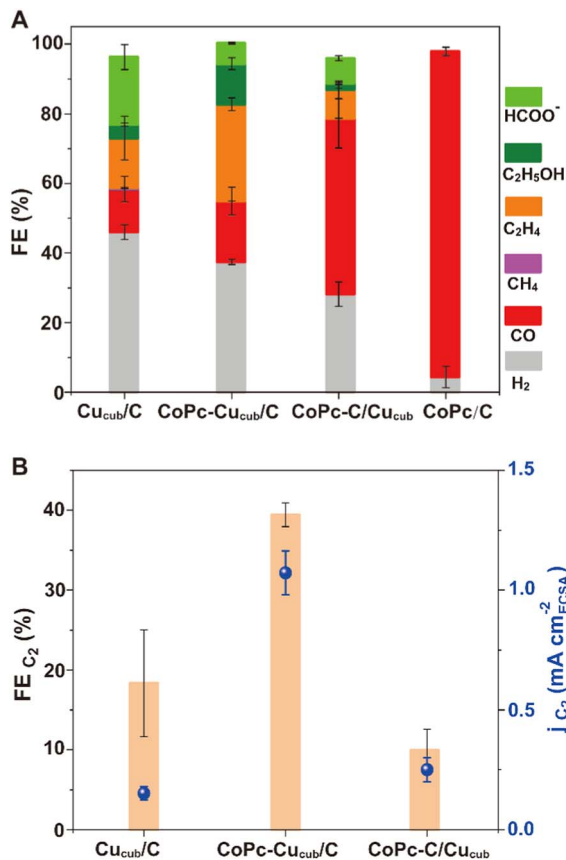 A
100
80
60
40
20
0
FE (%)
Cu_cub/C CoPc-Cu_cub/C CoPc-C/Cu_cub CoPc/C
HCOO⁻
C₂H₅OH
C₂H₄
CH₄
CO
H₂
B
40
30
20
10
0
FE C₂ (%)
1.5
1.0
0.5
0.0
j C₂ (mA cm⁻²ECSA)
Cu_cub/C CoPc-Cu_cub/C CoPc-C/Cu_cub